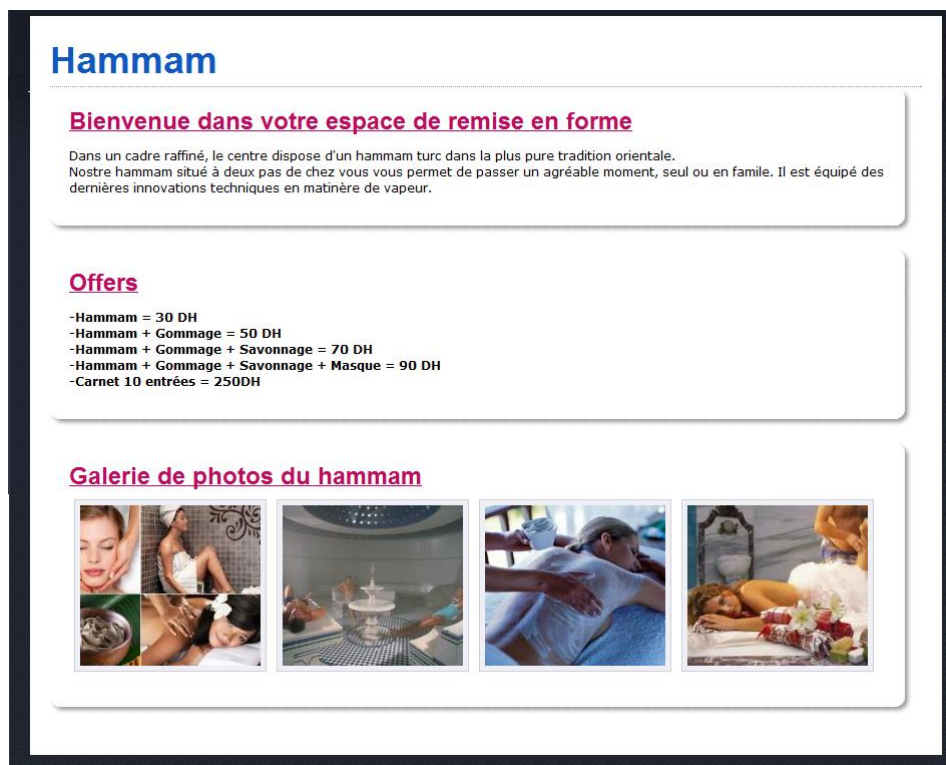 Hammam
Bienvenue dans votre espace de remise en forme
Dans un cadre raffiné, le centre dispose d'un hammam turc dans la plus pure tradition orientale.
Nostre hammam situé à deux pas de chez vous vous permet de passer un agréable moment, seul ou en famile. Il est équipé des
dernières innovations techniques en matinère de vapeur.
Offers
-Hammam = 30 DH
-Hammam + Gommage = 50 DH
-Hammam + Gommage + Savonnage = 70 DH
-Hammam + Gommage + Savonnage + Masque = 90 DH
-Carnet 10 entrées = 250DH
Galerie de photos du hammam